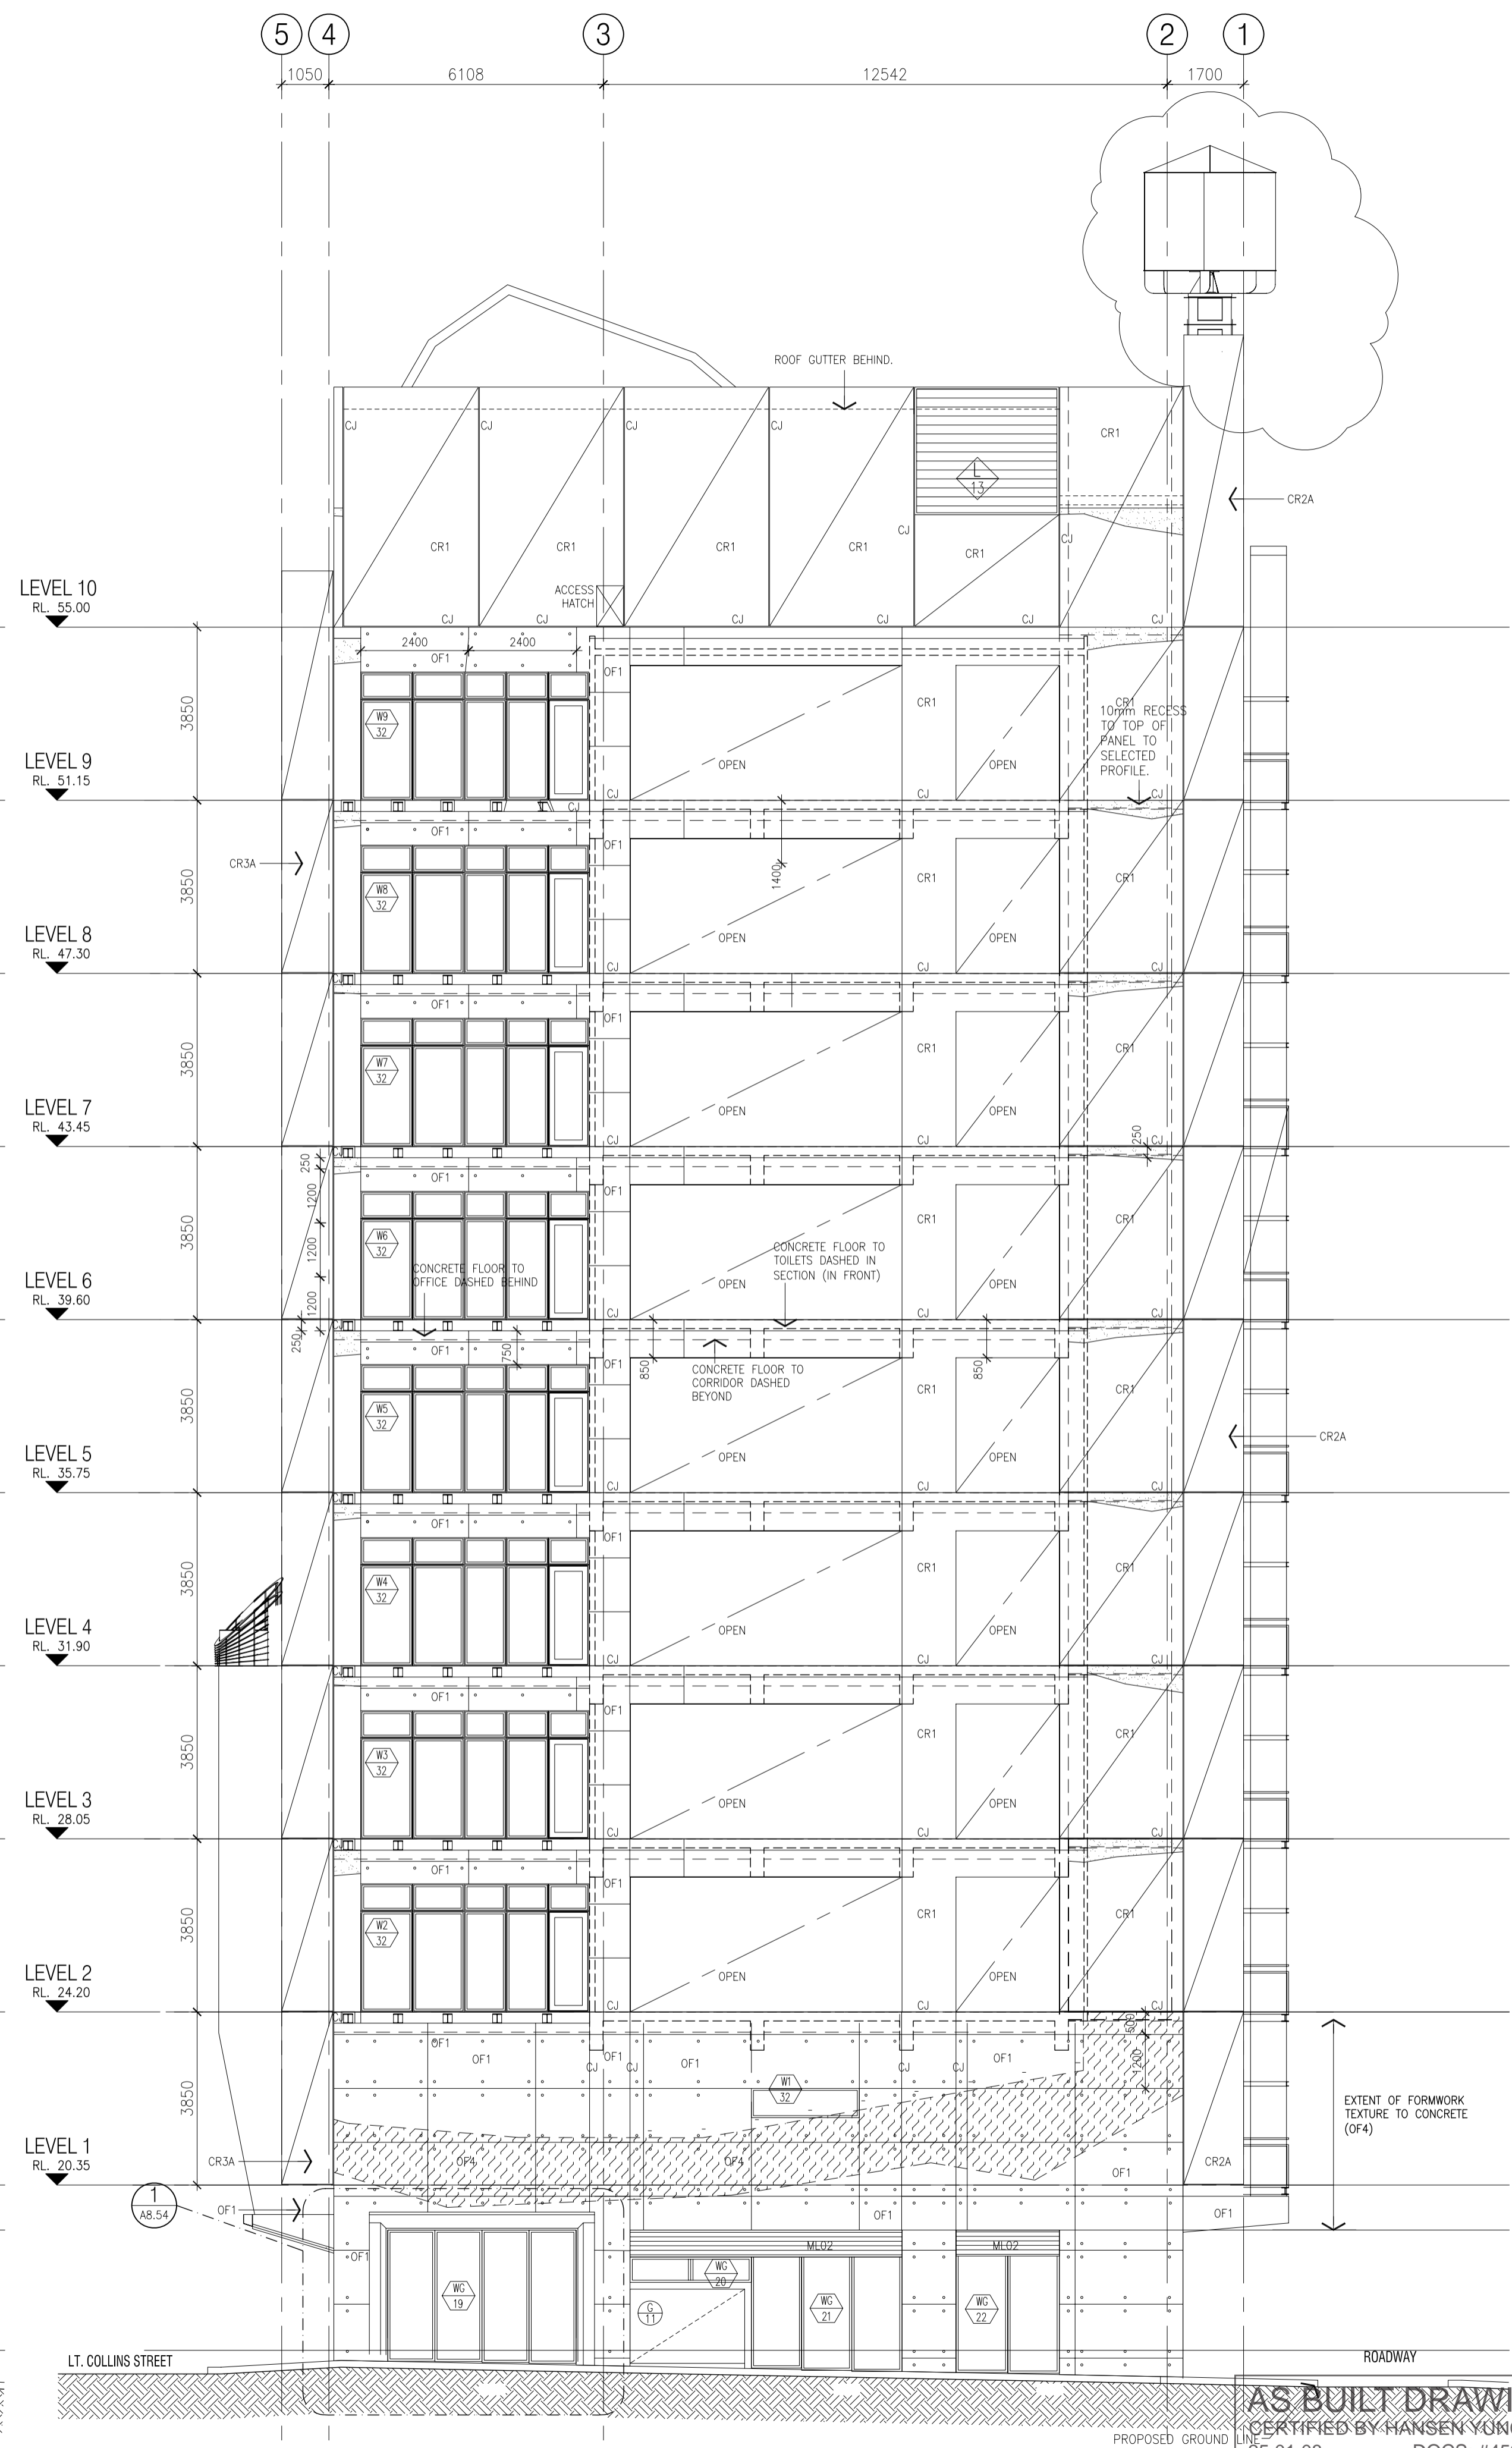 5
4
3
2
1
1050
6108
12542
1700
ROOF GUTTER BEHIND.
CJ
CJ
CJ
CJ
CR1
L
13
CR2A
CJ
CJ
CR1
CR1
CR1
CR1
CR1
ACCESS
HATCH
LEVEL 10
RL. 55.00
CJ
CJ
CJ
CJ
CJ
CJ
2400
2400
OF1
OF1
3850
W9
32
CR1
CR1
10mm RECESS
TO TOP OF
PANEL TO
SELECTED
PROFILE.
OPEN
OPEN
LEVEL 9
RL. 51.15
CJ
CJ
CJ
CJ
OF1
OF1
CR3A
1400
3850
W8
32
CR1
CR1
OPEN
OPEN
LEVEL 8
RL. 47.30
CJ
CJ
CJ
CJ
OF1
OF1
3850
W7
32
CR1
CR1
OPEN
OPEN
LEVEL 7
RL. 43.45
CJ
CJ
CJ
CJ
250
250
1200
1200
1200
250
OF1
OF1
3850
W6
32
CR1
CR1
CONCRETE FLOOR TO
OFFICE DASHED BEHIND
CONCRETE FLOOR TO
TOILETS DASHED IN
SECTION (IN FRONT)
OPEN
OPEN
LEVEL 6
RL. 39.60
CJ
CJ
CJ
OF1
750
OF1
850
850
CONCRETE FLOOR TO
CORRIDOR DASHED
BEYOND
3850
W5
32
CR1
CR1
CR2A
OPEN
OPEN
LEVEL 5
RL. 35.75
CJ
CJ
CJ
CJ
OF1
OF1
3850
W4
32
CR1
CR1
OPEN
OPEN
LEVEL 4
RL. 31.90
CJ
CJ
CJ
CJ
OF1
OF1
3850
W3
32
CR1
CR1
OPEN
OPEN
LEVEL 3
RL. 28.05
CJ
CJ
CJ
CJ
OF1
OF1
3850
W2
32
CR1
CR1
OPEN
OPEN
LEVEL 2
RL. 24.20
CJ
CJ
CJ
CJ
500
1200
OF1
OF1
OF1
OF1
OF1
CJ
CJ
CJ
CJ
3850
W1
32
EXTENT OF FORMWORK
TEXTURE TO CONCRETE
(OF4)
LEVEL 1
RL. 20.35
CR3A
OF4
OF4
OF1
CR2A
1
A8.54
OF1
OF1
OF1
OF1
ML02
ML02
WG
19
WG
20
G
11
WG
21
WG
22
LT. COLLINS STREET
ROADWAY
PROPOSED GROUND LINE
AS BUILT DRAWI
CERTIFIED BY HANSEN YUN